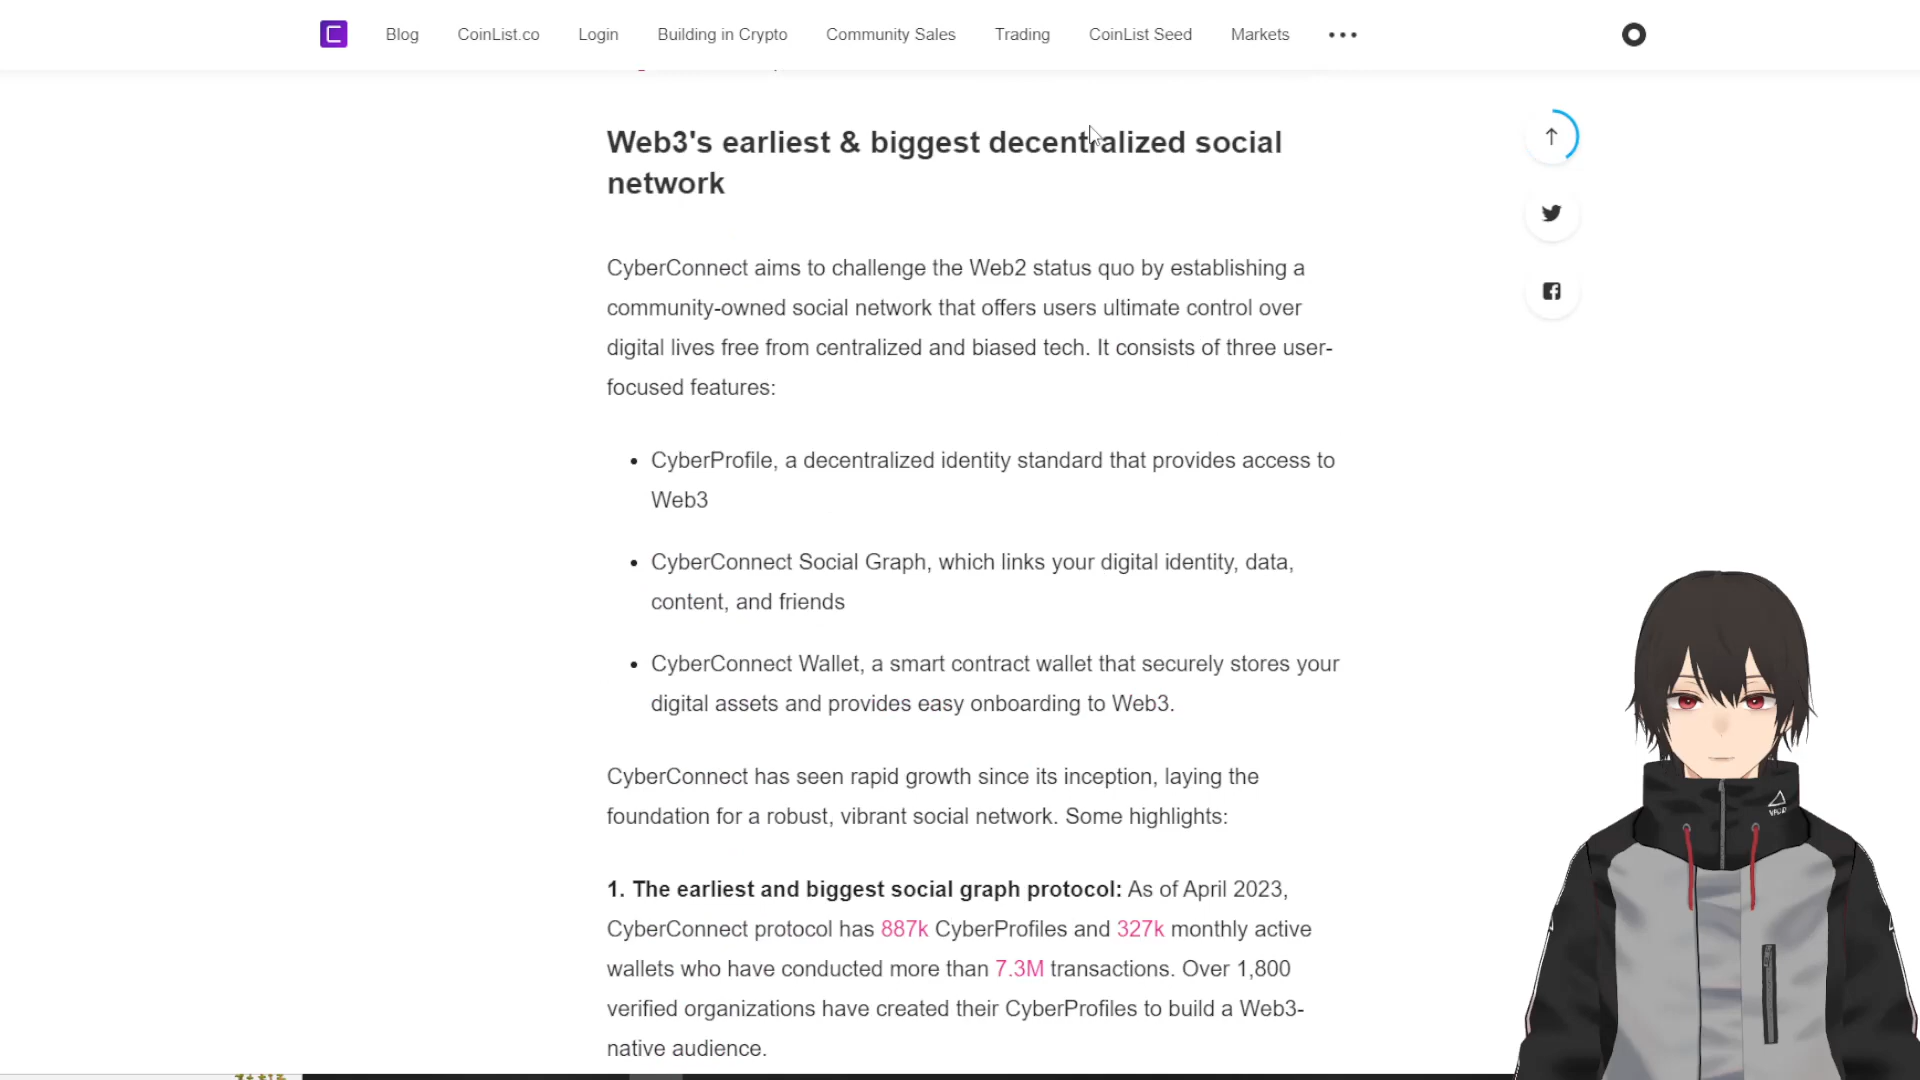 Blog CoinList.co Login Building in Crypto Community Sales Trading CoinList Seed Markets
Web3's earliest & biggest decentralized social
network
CyberConnect aims to challenge the Web2 status quo by establishing a
community-owned social network that offers users ultimate control over
digital lives free from centralized and biased tech. It consists of three user-
focused features:
• CyberProfile, a decentralized identity standard that provides access to
Web3
• CyberConnect Social Graph, which links your digital identity, data,
content, and friends
• CyberConnect Wallet, a smart contract wallet that securely stores your
digital assets and provides easy onboarding to Web3.
CyberConnect has seen rapid growth since its inception, laying the
foundation for a robust, vibrant social network. Some highlights:
1. The earliest and biggest social graph protocol: As of April 2023,
CyberConnect protocol has 887k CyberProfiles and 327k monthly active
wallets who have conducted more than 7.3M transactions. Over 1,800
verified organizations have created their CyberProfiles to build a Web3-
native audience.